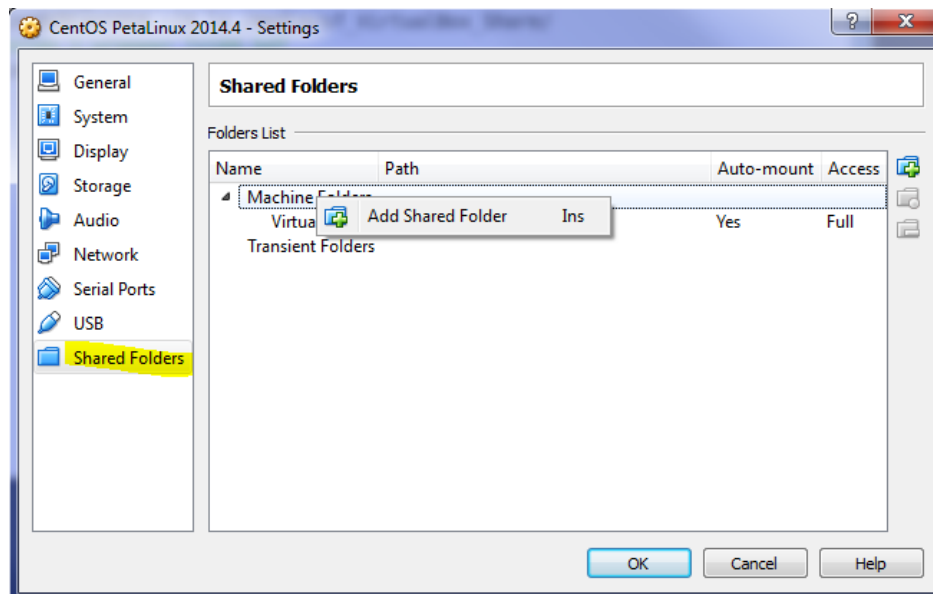 CentOS PetaLinux 2014.4 - Settings
General
System
Display
Storage
Audio
Network
Serial Ports
USB
Shared Folders
Shared Folders
Folders List
Name Path Auto-mount Access
Machine Folders
Add Shared Folder Ins
Yes Full
Transient Folders
OK Cancel Help